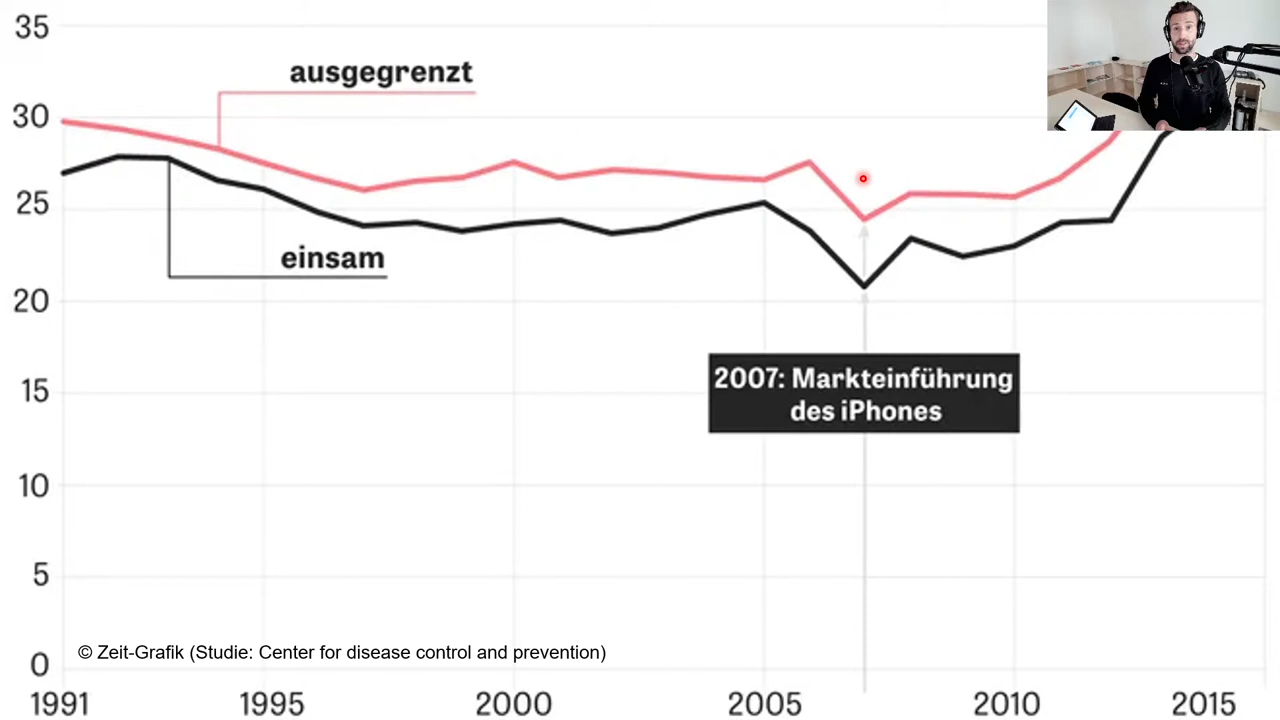 35
ausgegrenzt
30
25
einsam
20
2007: Markteinführung
des iPhones
15
10
5
© Zeit-Grafik (Studie: Center for disease control and prevention)
0
1991 1995 2000 2005 2010 2015